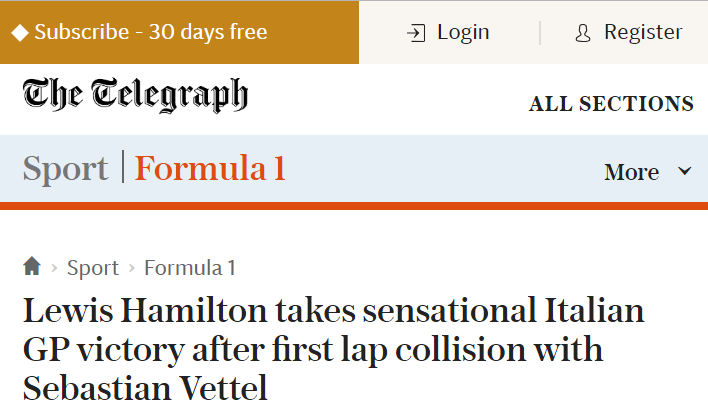 Subscribe - 30 days free
Login
Register
The Telegraph
ALL SECTIONS
Sport | Formula 1
More
Sport > Formula 1
Lewis Hamilton takes sensational Italian
GP victory after first lap collision with
Sebastian Vettel